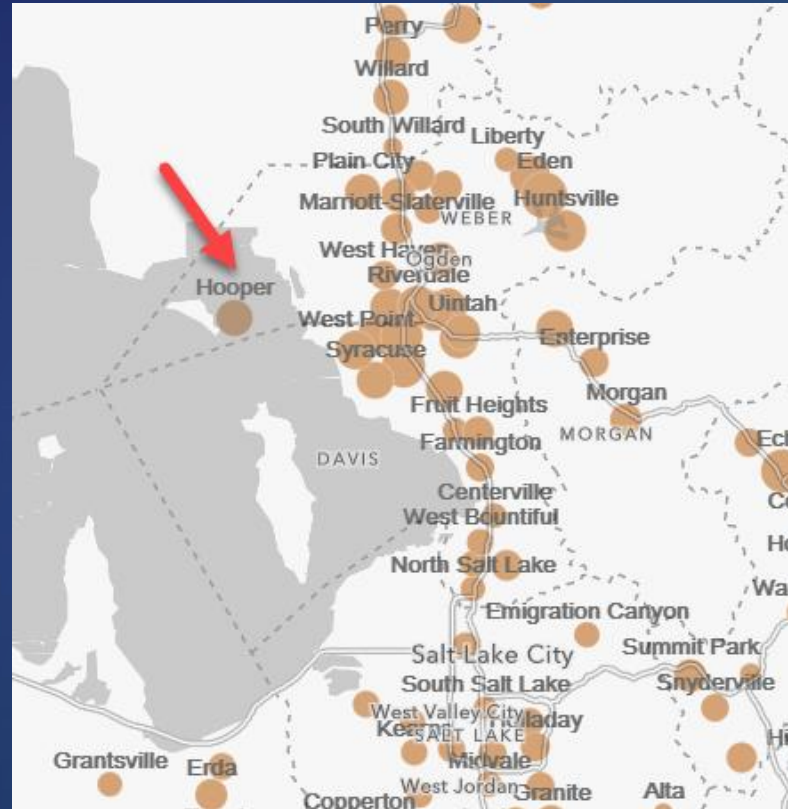 Perry
Willard
South Willard
Liberty
Plain City
Eden
Marriott-Slaterville
Huntsville
WEBER
West Haven
Ogden
Hooper
Riverdale
Uintah
West Point
Enterprise
Syracuse
Morgan
Fruit Heights
MORGAN
Farmington
DAVIS
Centerville
West Bountiful
North Salt Lake
Emigration Canyon
Salt Lake City
Summit Park
South Salt Lake
Snyderville
West Valley City
Holladay
SALT LAKE
Grantsville
Erda
Midvale
West Jordan
Granite
Alta
Copperton